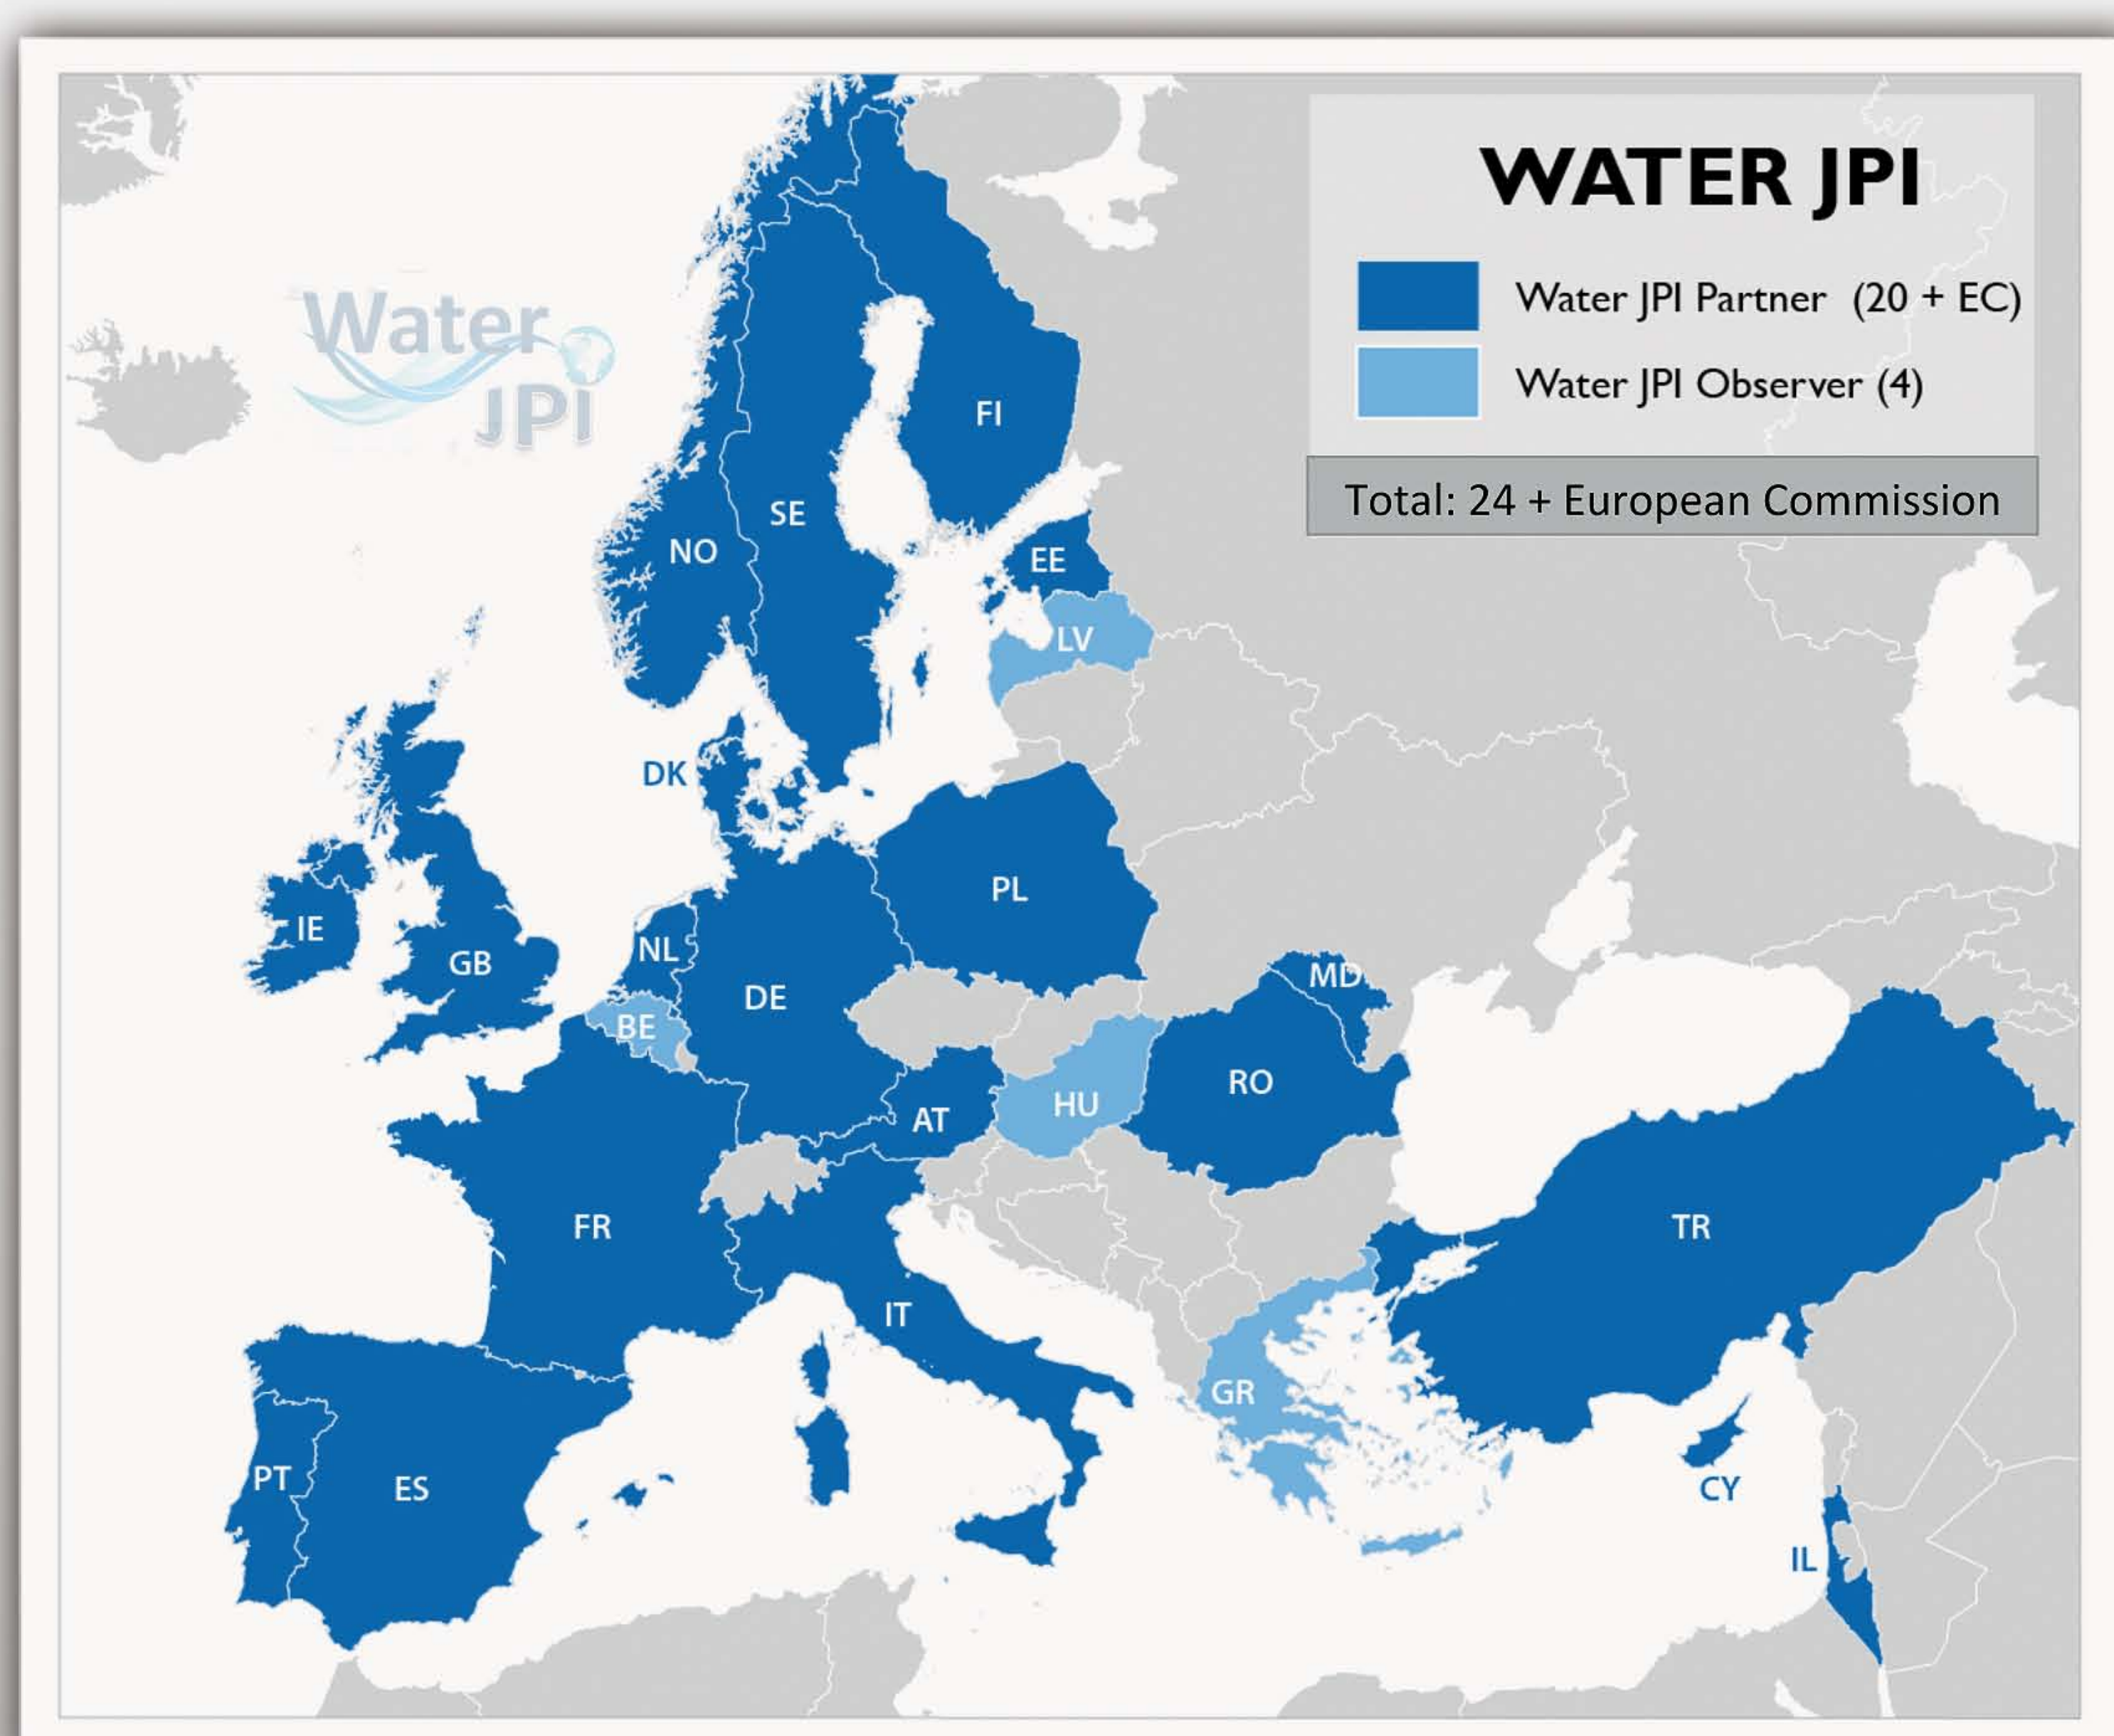 WATER JPI
Water JPI Partner (20 + EC)
Water JPI Observer (4)
Total: 24 + European Commission
Water
JPI
FI
SE
NO
EE
LV
DK
PL
IE
NL
GB
MD
DE
BE
RO
HU
AT
FR
TR
IT
GR
PT
ES
CY
IL